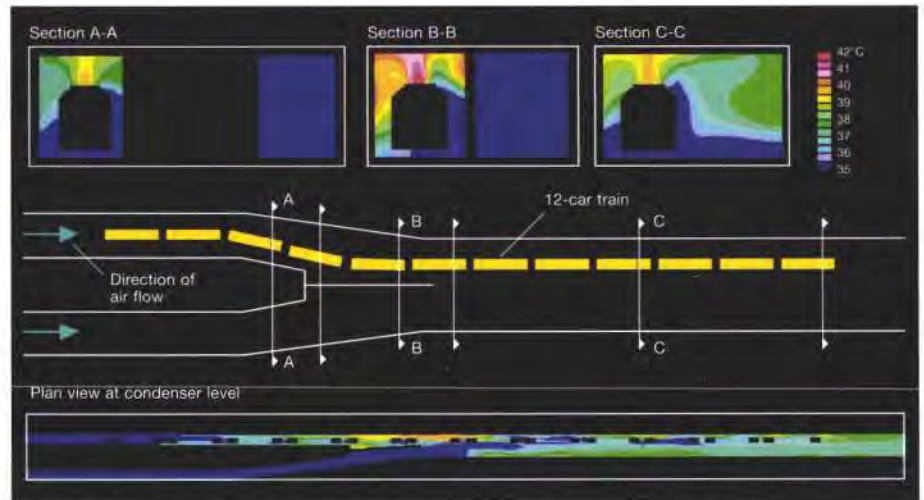 Section A-A
Section B-B
Section C-C
42°C
41
40
39
38
37
36
35
A
B
C
12-car train
Direction of
air flow
A
B
C
Plan view at condenser level